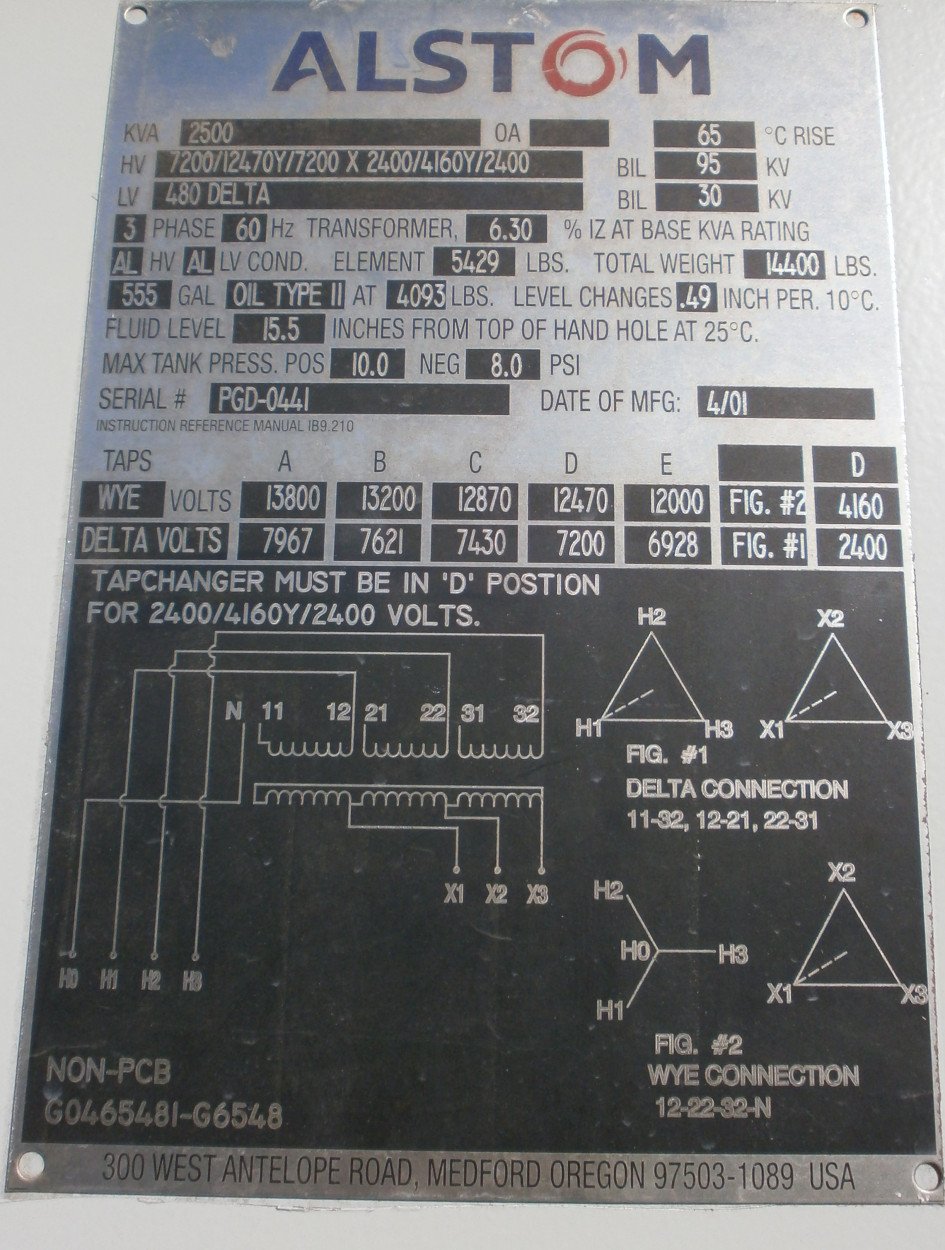 ALSTOM
KVA 2500 OA 65 °C RISE
HV 7200/12470Y/7200 X 2400/4160Y/2400 BIL 95 KV
LV 480 DELTA BIL 30 KV
3 PHASE 60 Hz TRANSFORMER, 6.30 % IZ AT BASE KVA RATING
AL HV AL LV COND. ELEMENT 5429 LBS. TOTAL WEIGHT 14400 LBS.
555 GAL OIL TYPE II AT 4093 LBS. LEVEL CHANGES .49 INCH PER. 10°C.
FLUID LEVEL 15.5 INCHES FROM TOP OF HAND HOLE AT 25°C.
MAX TANK PRESS. POS 10.0 NEG 8.0 PSI
SERIAL # PGD-0441 DATE OF MFG: 4/01
INSTRUCTION REFERENCE MANUAL IB9.210
TAPS A B C D E D
WYE VOLTS 13800 13200 12870 12470 12000 FIG. #2 4160
DELTA VOLTS 7967 7621 7430 7200 6928 FIG. #1 2400
TAPCHANGER MUST BE IN 'D' POSTION
FOR 2400/4160Y/2400 VOLTS.
N 11 12 21 22 31 32
X1 X2 X3
H0 H1 H2 H3
H2 X2
H1 H3 X1 X3
FIG. #1
DELTA CONNECTION
11-32, 12-21, 22-31
H2 X2
H0 H3
H1 X1 X3
FIG. #2
WYE CONNECTION
12-22-32-N
NON-PCB
G0465481-G6548
300 WEST ANTELOPE ROAD, MEDFORD OREGON 97503-1089 USA